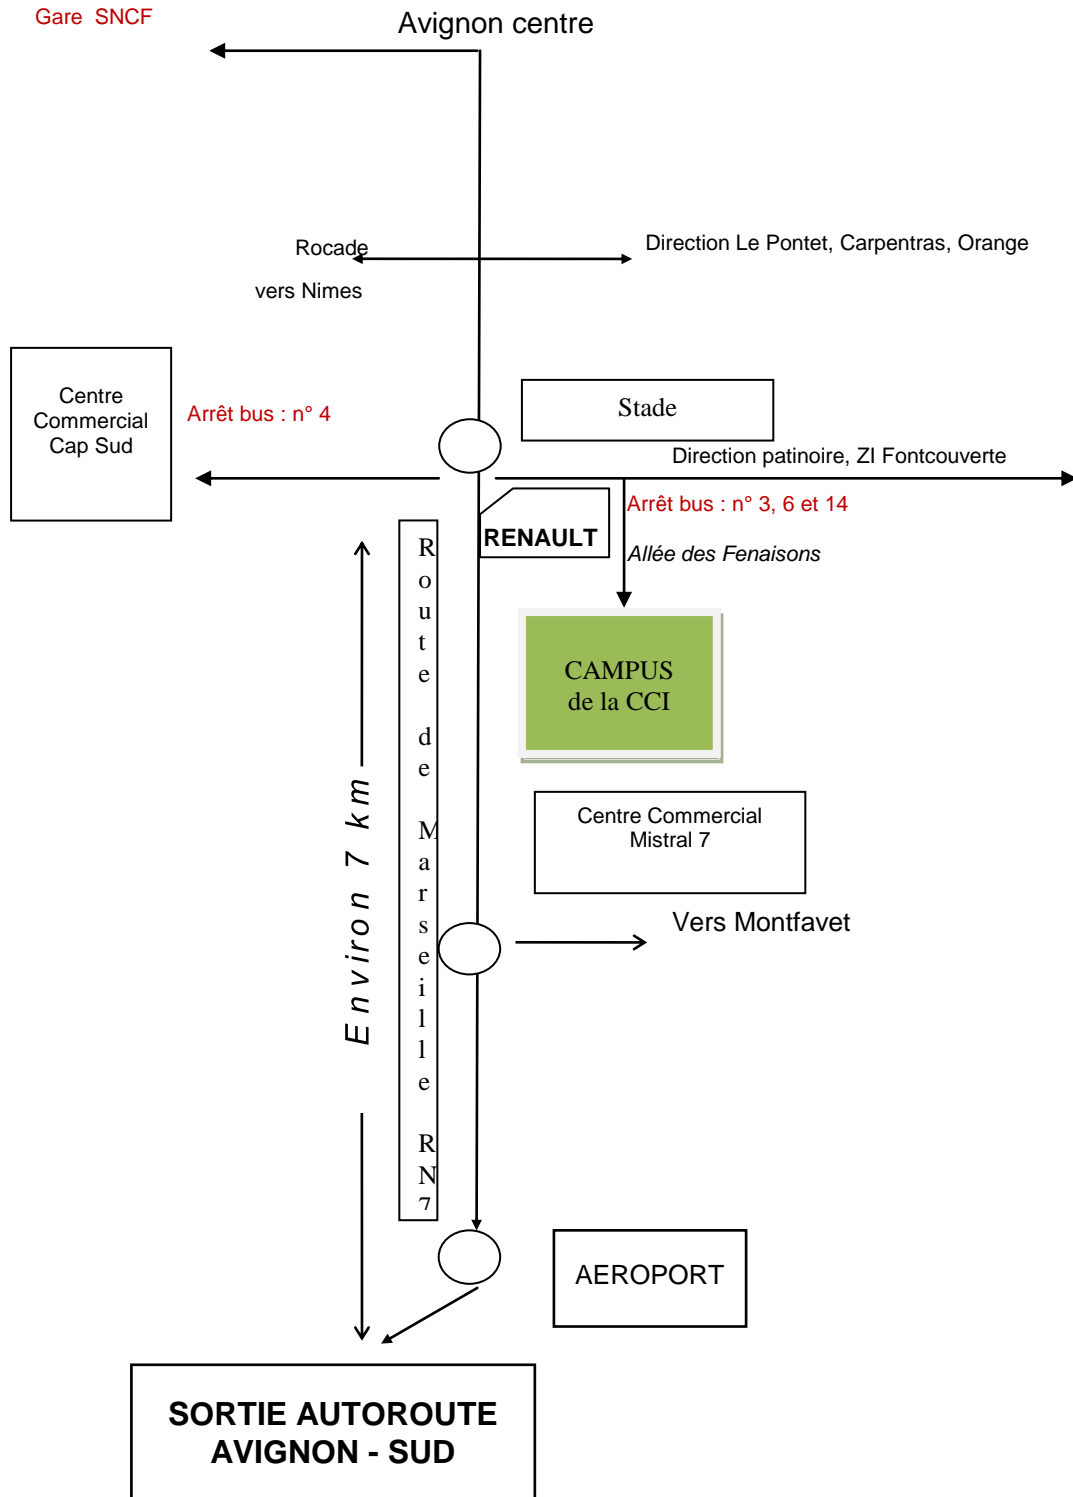 Gare  SNCF
Avignon centre
Rocade
vers Nimes
Direction Le Pontet, Carpentras, Orange
Centre
Commercial
Cap Sud
Arrêt bus : n° 4
Stade
Direction patinoire, ZI Fontcouverte
Arrêt bus : n° 3, 6 et 14
RENAULT
Allée des Fenaisons
Route de Marseille RN7
Environ 7 km
CAMPUS
de la CCI
Centre Commercial
Mistral 7
Vers Montfavet
AEROPORT
SORTIE AUTOROUTE
AVIGNON - SUD